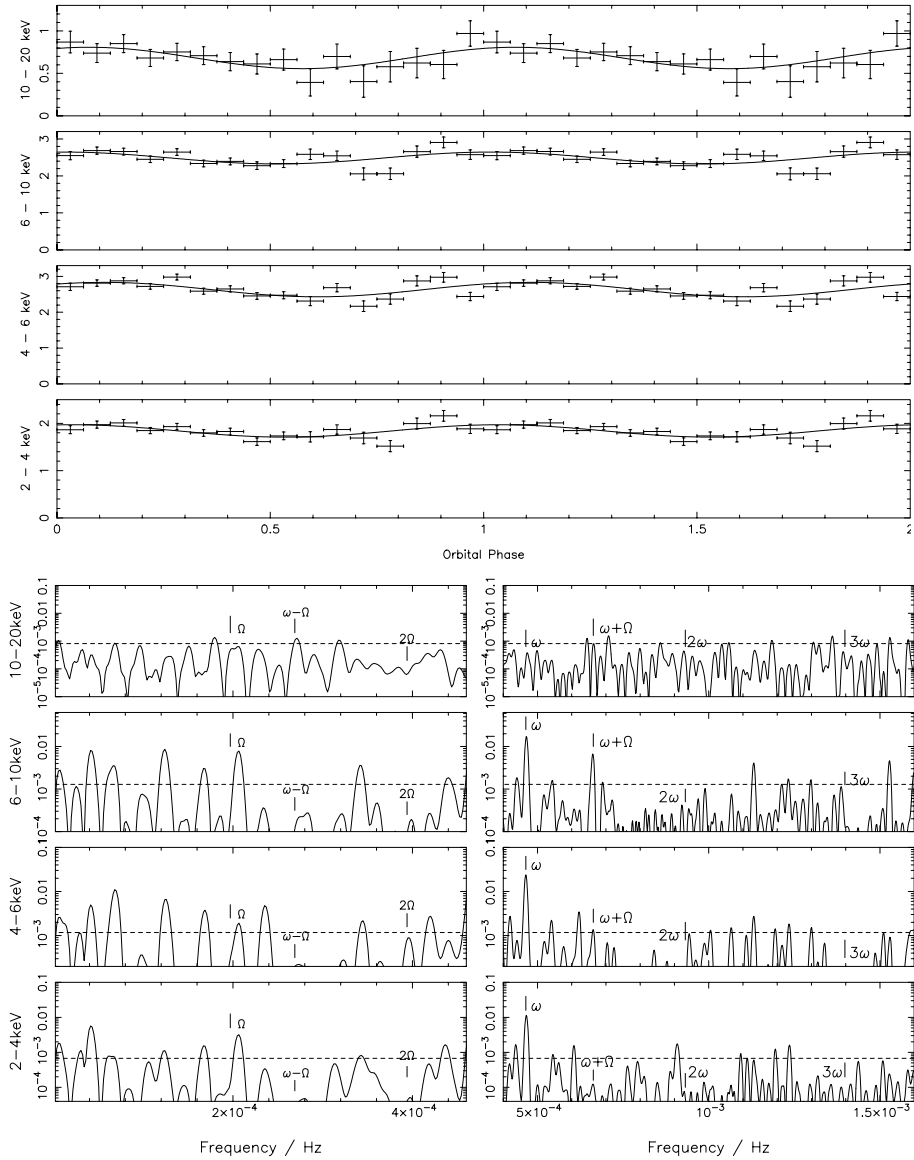 10 – 20 keV
0 0.5 1
6 – 10 keV
0 1 2 3
4 – 6 keV
0 1 2 3
2 – 4 keV
0 1 2
0 0.5 1 1.5 2
Orbital Phase
10–20keV
10⁻⁵ 10⁻⁴ 10⁻³ 0.01 0.1
Ω ω–Ω 2Ω
ω ω+Ω 2ω 3ω
6–10keV
10⁻⁴ 10⁻³ 0.01
Ω ω–Ω 2Ω
ω ω+Ω 2ω 3ω
4–6keV
10⁻³ 0.01 0.1
Ω ω–Ω 2Ω
ω ω+Ω 2ω 3ω
2–4keV
10⁻⁴ 10⁻³ 0.01 0.1
Ω ω–Ω 2Ω
ω ω+Ω 2ω 3ω
2×10⁻⁴ 4×10⁻⁴
5×10⁻⁴ 10⁻³ 1.5×10⁻³
Frequency / Hz
Frequency / Hz